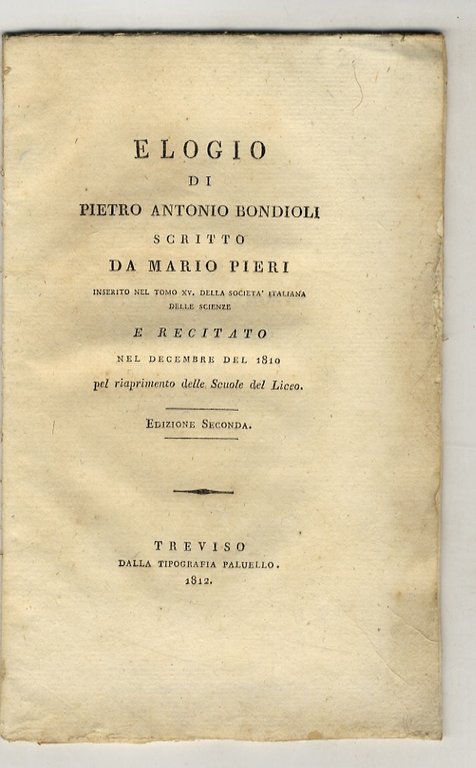 ELOGIO
DI
PIETRO ANTONIO BONDIOLI
SCRITTO
DA MARIO PIERI
INSERITO NEL TOMO XV. DELLA SOCIETA' ITALIANA
DELLE SCIENZE
E RECITATO
NEL DECEMBRE DEL 1810
pel riaprimento delle Scuole del Liceo.
EDIZIONE SECONDA.
TREVISO
DALLA TIPOGRAFIA PALUELLO.
1812.